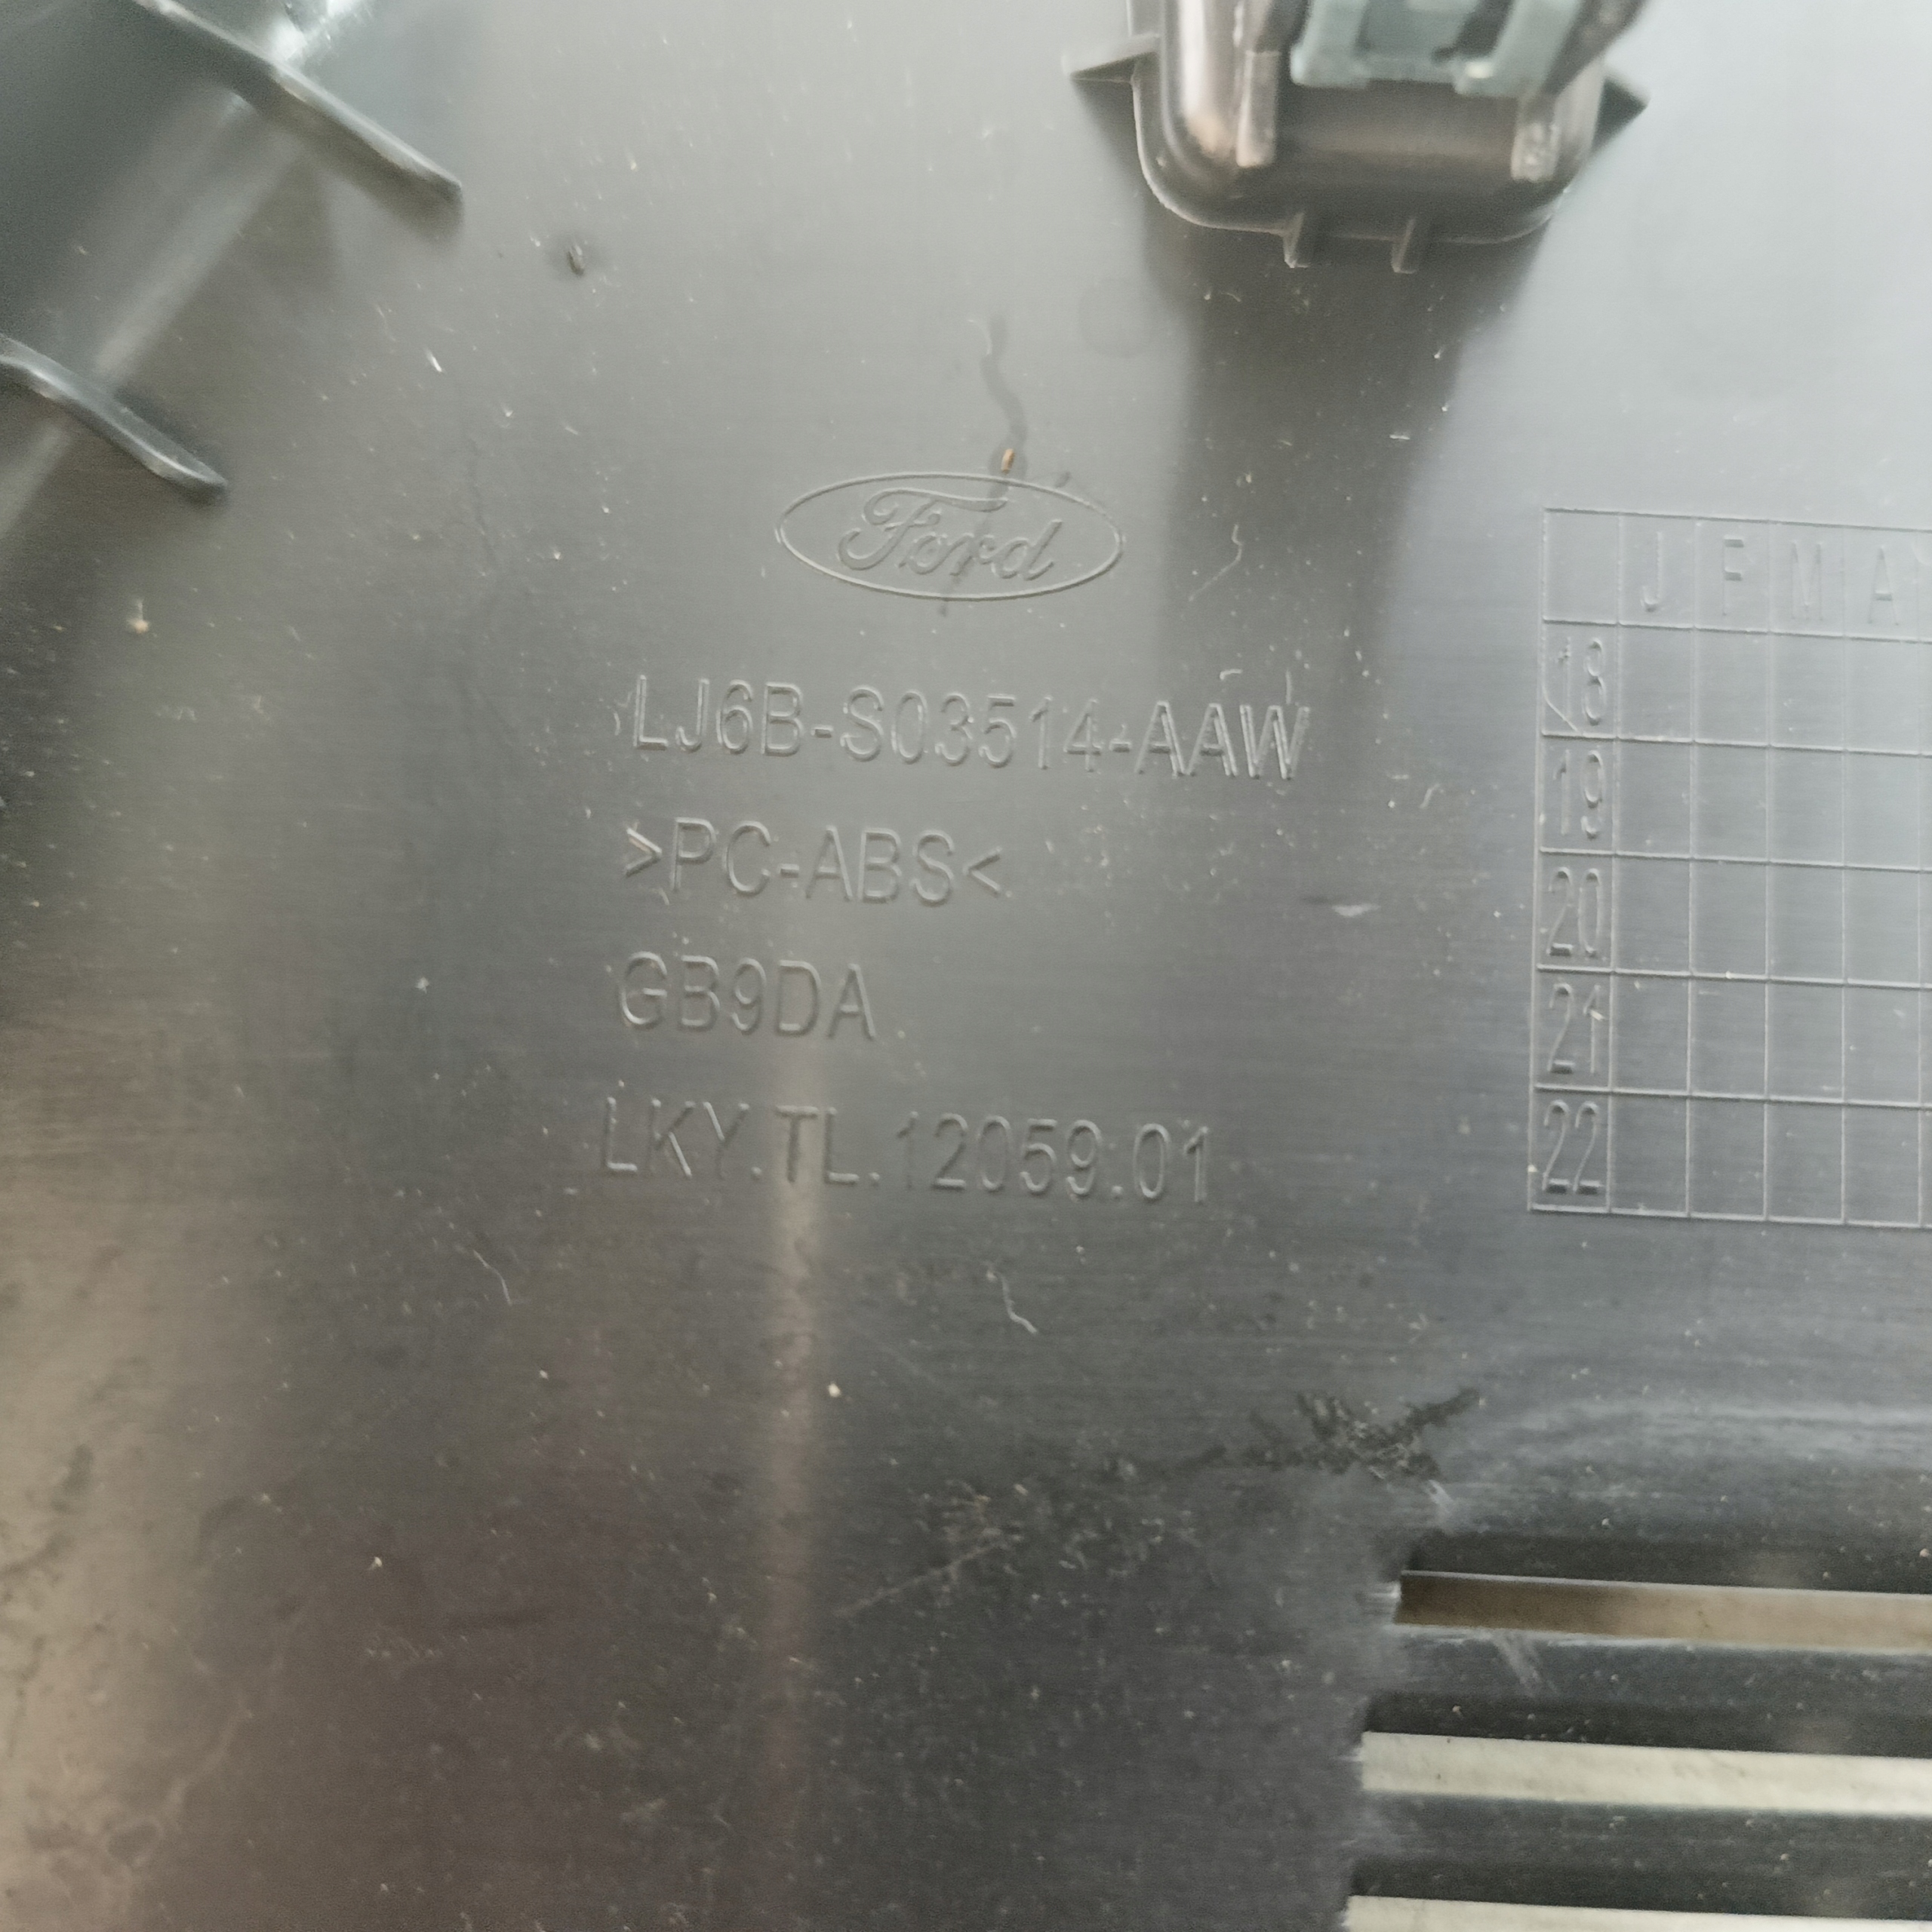 Ford
LJ6B-S03514-AAW
>PC-ABS<
GB9DA
LKY.TL.12059.01
J F M A
18
19
20
21
22